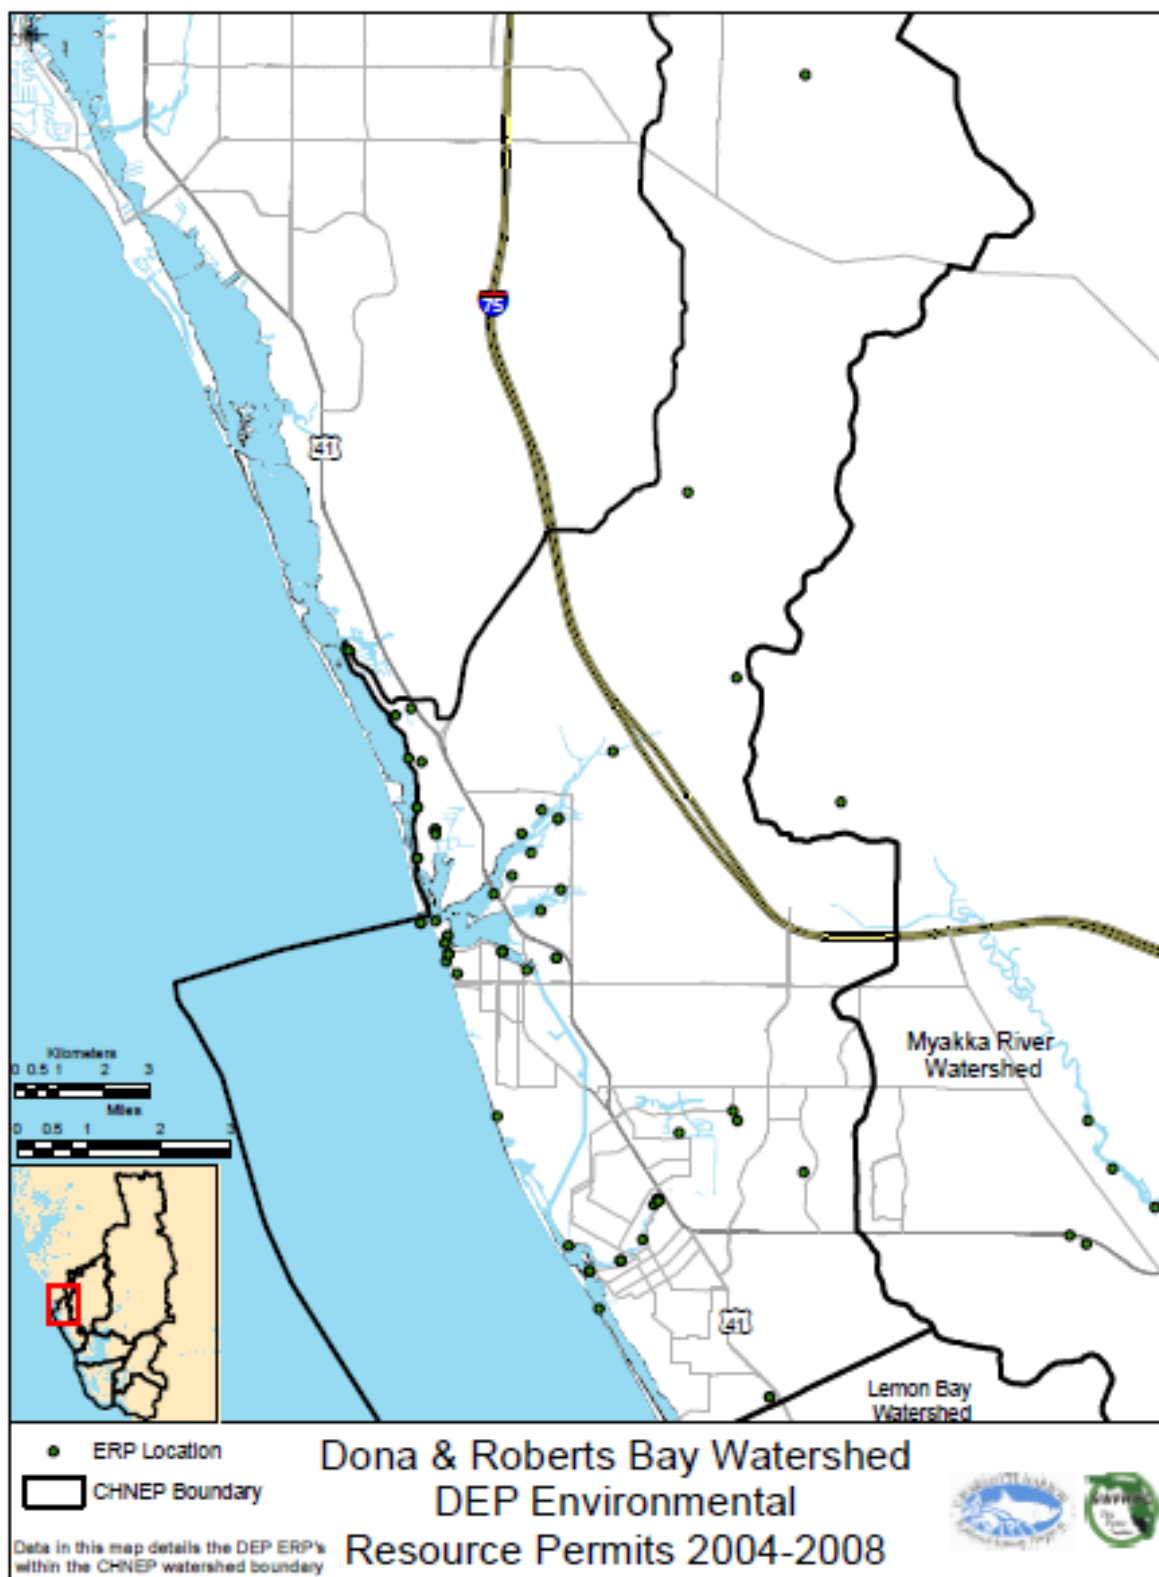 75
41
Kilometers
0 0.5 1 2 3
Miles
0 0.5 1 2 3
Myakka River
Watershed
41
Lemon Bay
Watershed
ERP Location
CHNEP Boundary
Data in this map details the DEP ERP's
within the CHNEP watershed boundary
Dona & Roberts Bay Watershed
DEP Environmental
Resource Permits 2004-2008